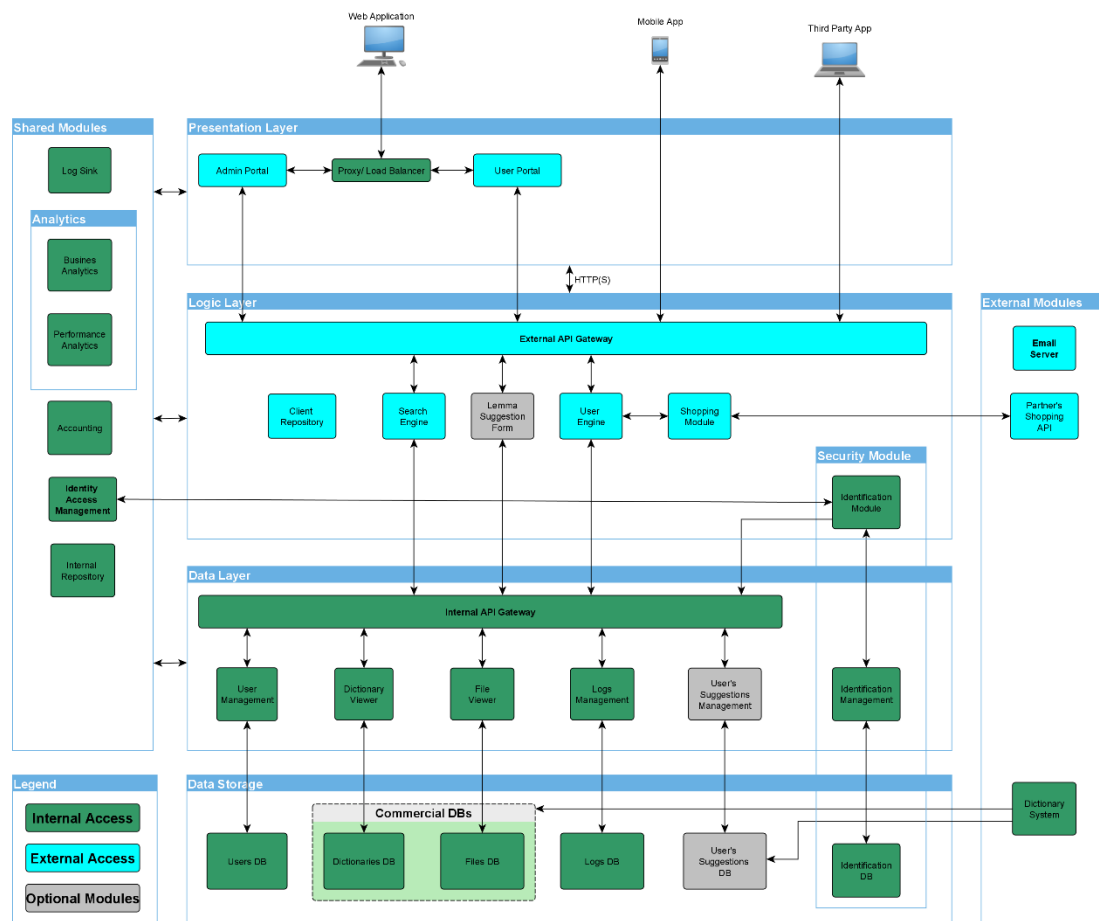 Web Application
Mobile App
Third Party App
Shared Modules
Log Sink
Analytics
Busines
Analytics
Performance
Analytics
Accounting
Identity
Access
Management
Internal
Repository
Presentation Layer
Admin Portal
Proxy/ Load Balancer
User Portal
HTTP(S)
Logic Layer
External API Gateway
Client
Repository
Search
Engine
Lemma
Suggestion
Form
User
Engine
Shopping
Module
Security Module
Identification
Module
External Modules
Email
Server
Partner's
Shopping
API
Data Layer
Internal API Gateway
User
Management
Dictionary
Viewer
File
Viewer
Logs
Management
User's
Suggestions
Management
Identification
Management
Legend
Internal Access
External Access
Optional Modules
Data Storage
Users DB
Commercial DBs
Dictionaries DB
Files DB
Logs DB
User's
Suggestions
DB
Identification
DB
Dictionary
System